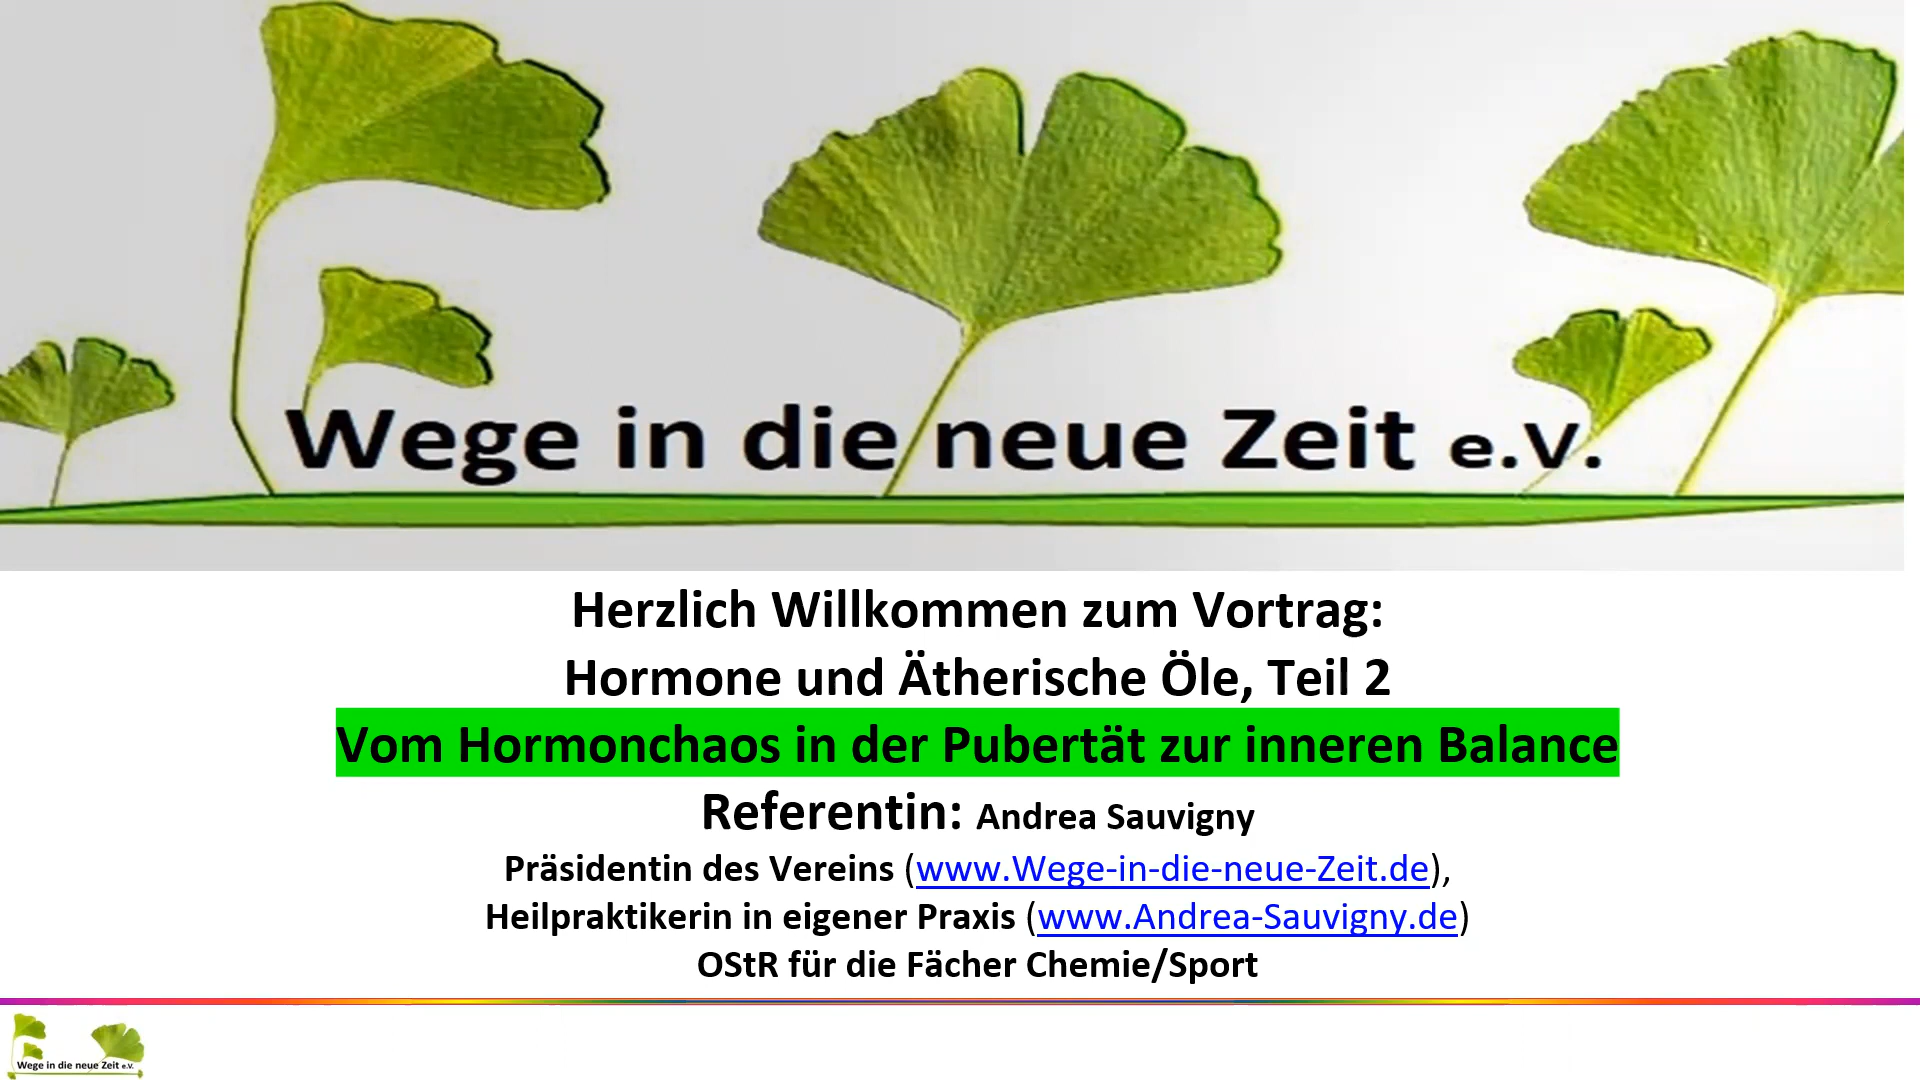 Wege in die neue Zeit e.V.
Herzlich Willkommen zum Vortrag:
Hormone und Ätherische Öle, Teil 2
Vom Hormonchaos in der Pubertät zur inneren Balance
Referentin: Andrea Sauvigny
Präsidentin des Vereins (www.Wege-in-die-neue-Zeit.de),
Heilpraktikerin in eigener Praxis (www.Andrea-Sauvigny.de)
OStR für die Fächer Chemie/Sport
Wege in die neue Zeit e.V.